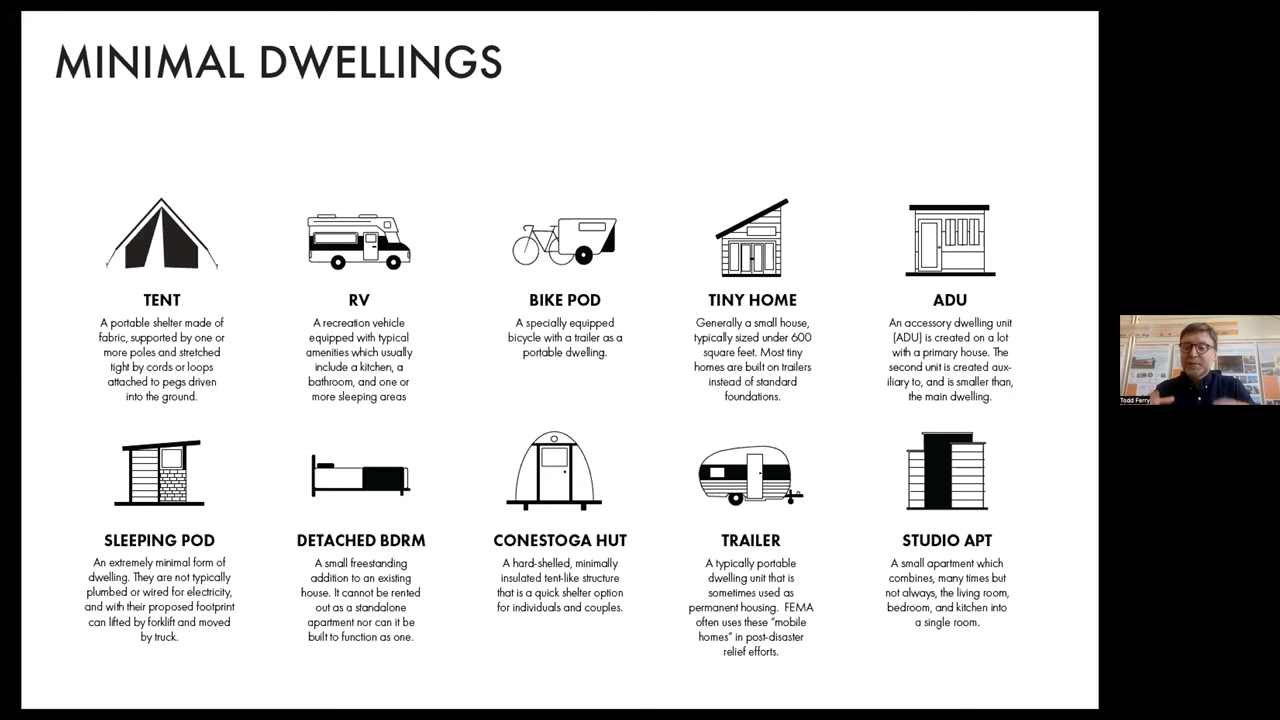 MINIMAL DWELLINGS
TENT
A portable shelter made of
fabric, supported by one or
more poles and stretched
tight by cords or loops
attached to pegs driven
into the ground.
RV
A recreation vehicle
equipped with typical
amenities which usually
include a kitchen, a
bathroom, and one or
more sleeping areas
BIKE POD
A specially equipped
bicycle with a trailer as a
portable dwelling.
TINY HOME
Generally a small house,
typically sized under 600
square feet. Most tiny
homes are built on trailers
instead of standard
foundations.
ADU
An accessory dwelling unit
(ADU) is created on a lot
with a primary house. The
second unit is created aux-
iliary to, and is smaller than,
the main dwelling.
SLEEPING POD
An extremely minimal form of
dwelling. They are not typically
plumbed or wired for electricity,
and with their proposed footprint
can lifted by forklift and moved
by truck.
DETACHED BDRM
A small freestanding
addition to an existing
house. It cannot be rented
out as a standalone
apartment nor can it be
built to function as one.
CONESTOGA HUT
A hard-shelled, minimally
insulated tent-like structure
that is a quick shelter option
for individuals and couples.
TRAILER
A typically portable
dwelling unit that is
sometimes used as
permanent housing. FEMA
often uses these “mobile
homes” in post-disaster
relief efforts.
STUDIO APT
A small apartment which
combines, many times but
not always, the living room,
bedroom, and kitchen into
a single room.
Todd Ferry